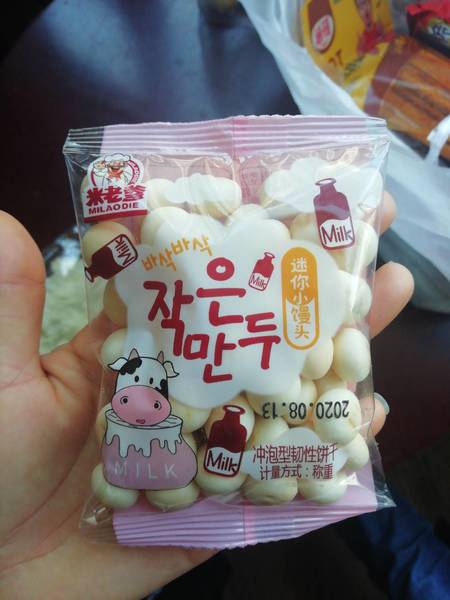 米老爹
MILAODIE
Milk
Milk
바삭바삭
Milk
작은
만두
迷你小馒头
2020.08.13
MILK
Milk
冲泡型韧性饼干
计量方式：称重